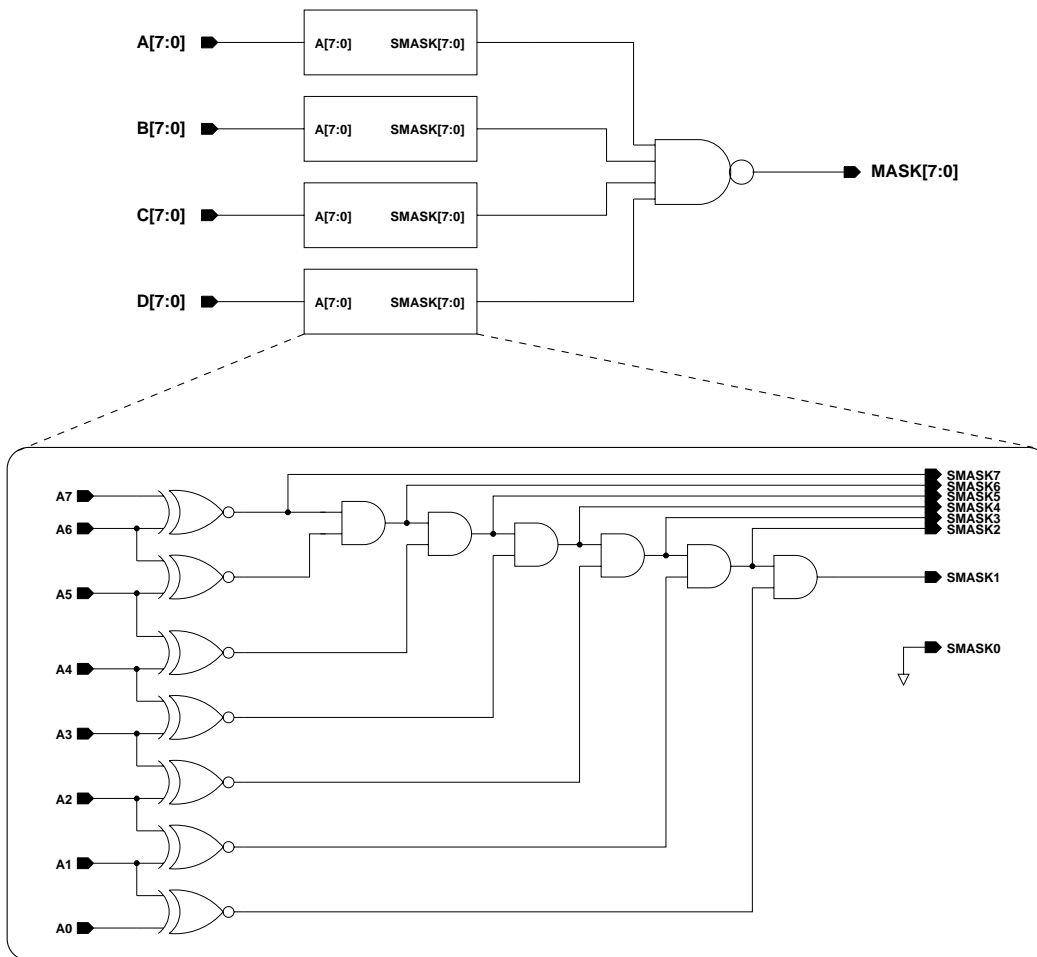 A[7:0] A[7:0] SMASK[7:0]
B[7:0] A[7:0] SMASK[7:0]
MASK[7:0]
C[7:0] A[7:0] SMASK[7:0]
D[7:0] A[7:0] SMASK[7:0]
SMASK7
SMASK6
SMASK5
SMASK4
SMASK3
SMASK2
SMASK1
SMASK0
A7
A6
A5
A4
A3
A2
A1
A0